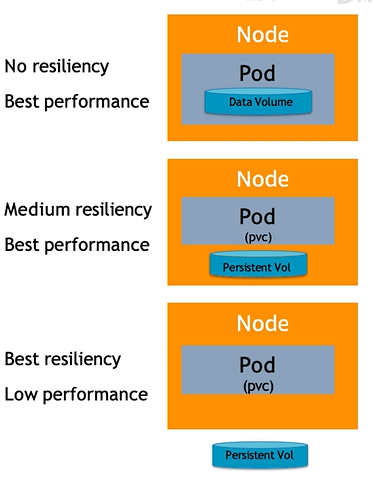 Node
No resiliency
Pod
Best performance
Data Volume
Node
Medium resiliency
Pod
(pvc)
Best performance
Persistent Vol
Node
Best resiliency
Pod
(pvc)
Low performance
Persistent Vol